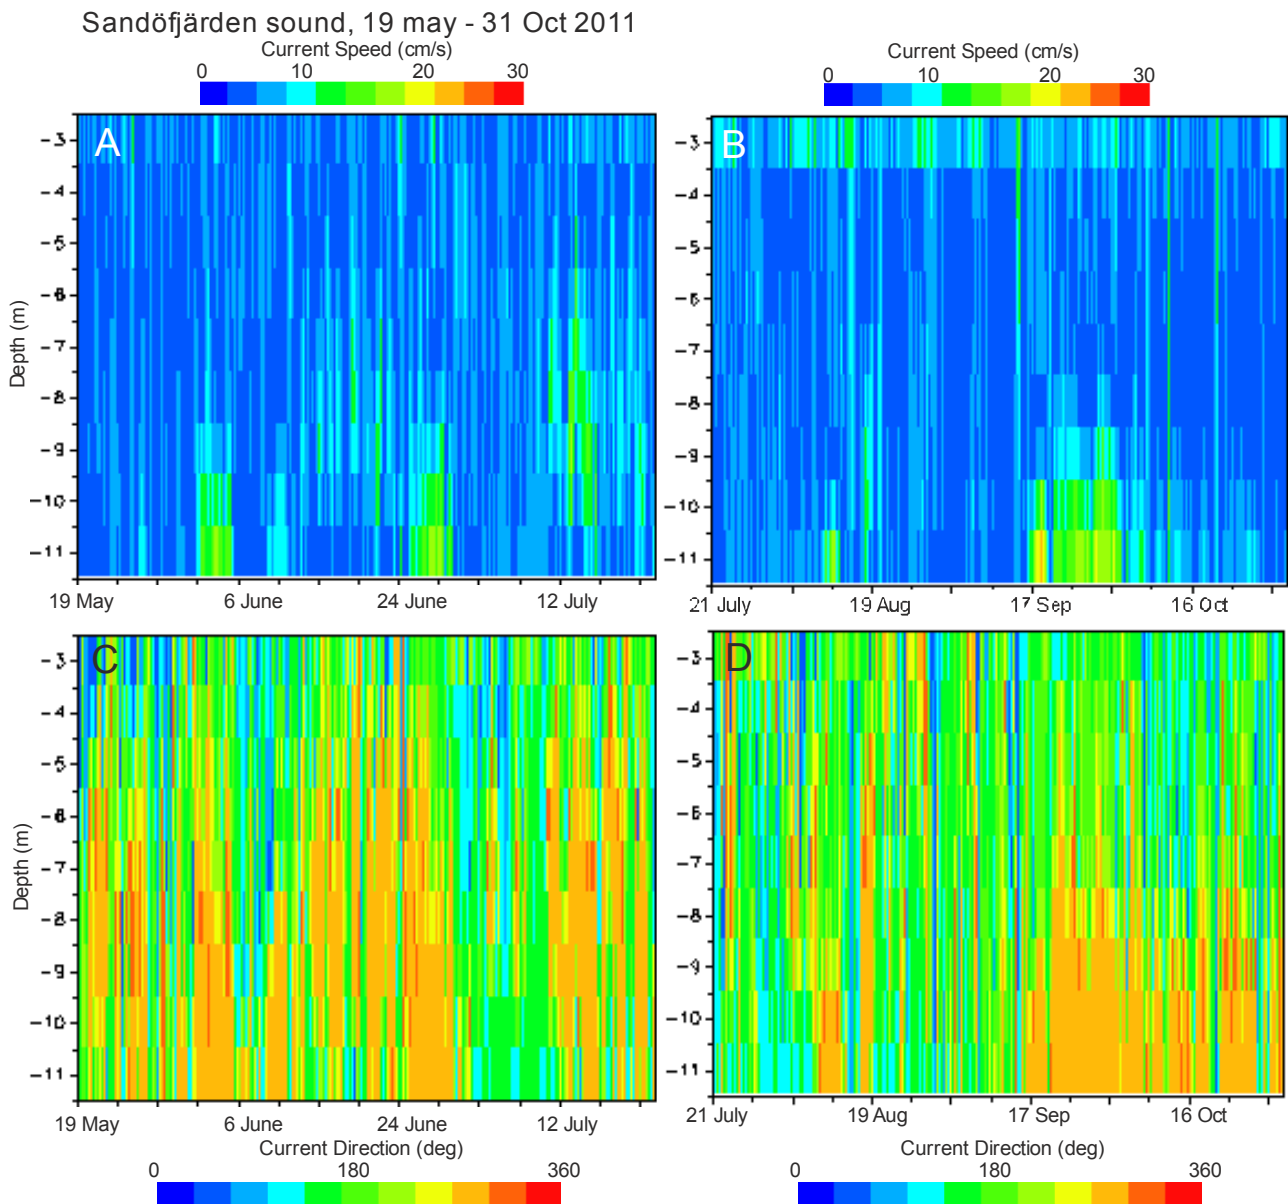 Sandöfjärden sound, 19 may - 31 Oct 2011
Current Speed (cm/s)
0 10 20 30
Current Speed (cm/s)
0 10 20 30
A
B
Depth (m)
-3
-4
-5
-6
-7
-8
-9
-10
-11
-3
-4
-5
-6
-7
-8
-9
-10
-11
19 May 6 June 24 June 12 July
21 July 19 Aug 17 Sep 16 Oct
C
D
Depth (m)
-3
-4
-5
-6
-7
-8
-9
-10
-11
-3
-4
-5
-6
-7
-8
-9
-10
-11
19 May 6 June 24 June 12 July
21 July 19 Aug 17 Sep 16 Oct
Current Direction (deg)
0 180 360
Current Direction (deg)
0 180 360